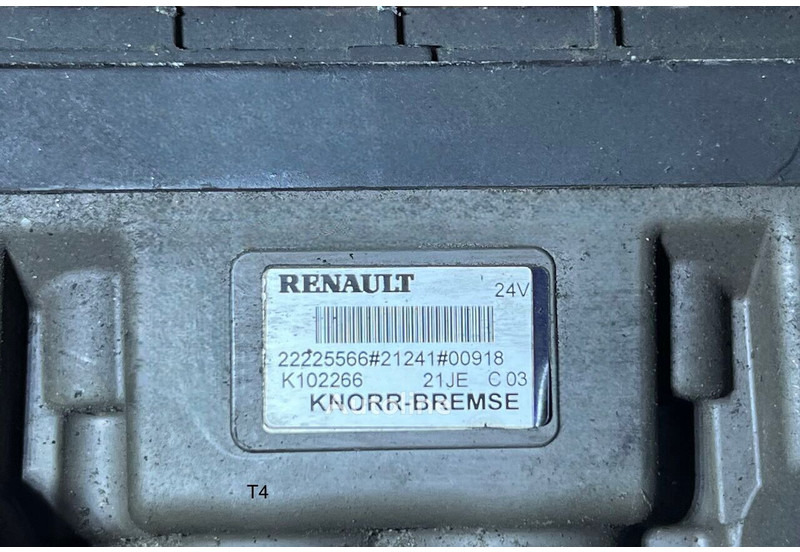 RENAULT
24V
22225566#21241#00918
K102266 21JE C 03
KNORR-BREMSE
T4